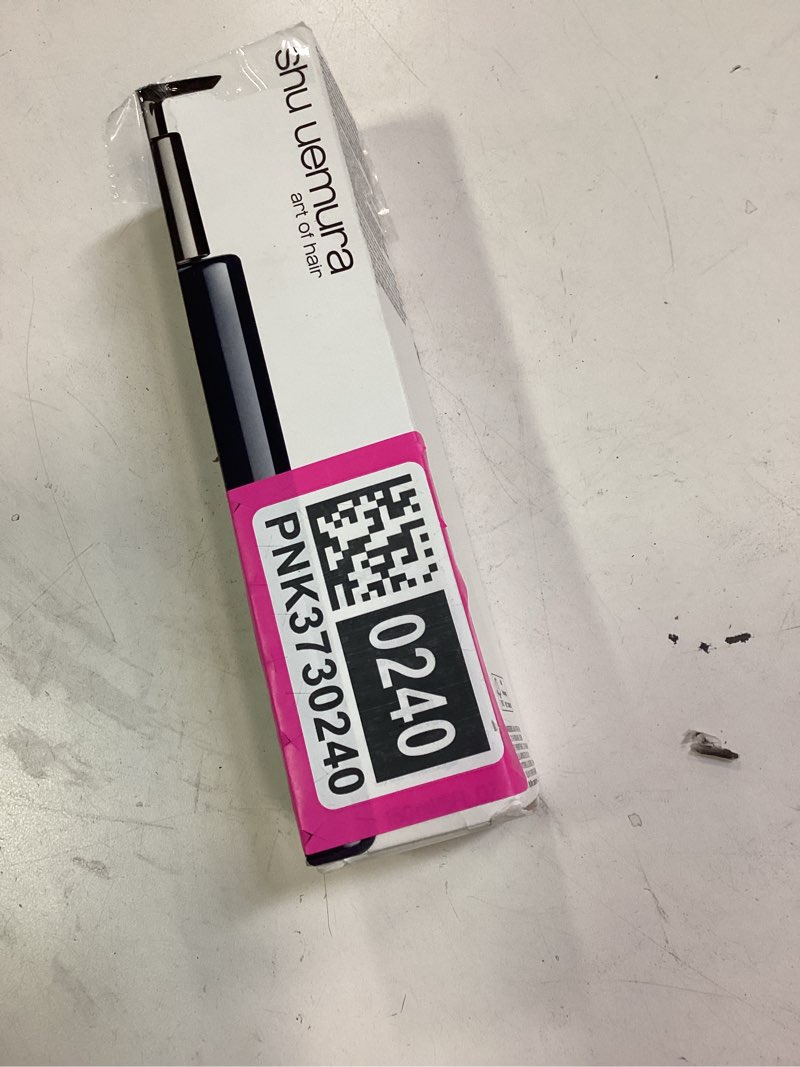 shu uemura
art of hair
0240
PNK3730240